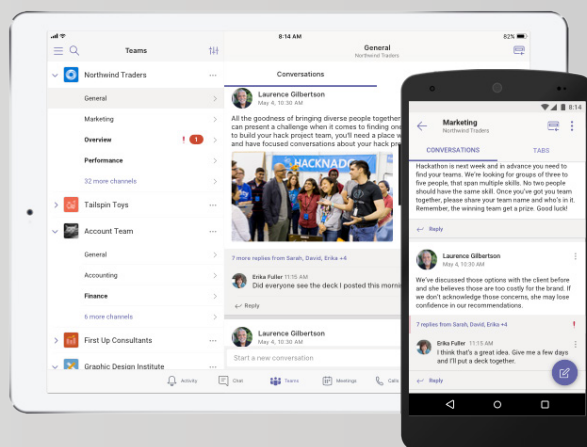 8:14 AM
82%
Teams
General
Northwind Traders
Northwind Traders
General
Marketing
Overview
! 1
Performance
32 more channels
Tailspin Toys
Account Team
General
Accounting
Finance
6 more channels
First Up Consultants
Graphic Design Institute
Conversations
Laurence Gilbertson
May 4, 10:30 AM
All the goodness of bringing diverse people together
can present a challenge when it comes to finding one
to build your hack project team, you'll need a place w
and have focused conversations about your hack pr
HACKNAD
7 more replies from Sarah, David, Erika +4
Erika Fuller 11:15 AM
Did everyone see the deck I posted this mornin
Reply
Laurence Gilbertson
May 4, 10:30 AM
Start a new conversation
Activity
Chat
Teams
Meetings
Calls
8:14
Marketing
Northwind Traders
CONVERSATIONS
TABS
Hackathon is next week and in advance you need to
find your teams. We're looking for groups of three to
five people, that span multiple skills. No two people
should have the same skill. Once you've got you team
together, please share your team name and who's in it.
Remember, the winning team get a prize. Good luck!
Reply
Laurence Gilbertson
May 4, 10:30 AM
We've discussed those options with the client before
and she believes those are too costly for the brand. If
we don't acknowledge those concerns, she may lose
confidence in our recommendations.
7 replies from Sarah, David, Erika +4
!
Erika Fuller 11:15 AM
I think that's a great idea. Give me a few days
and I'll put a deck together.
Reply